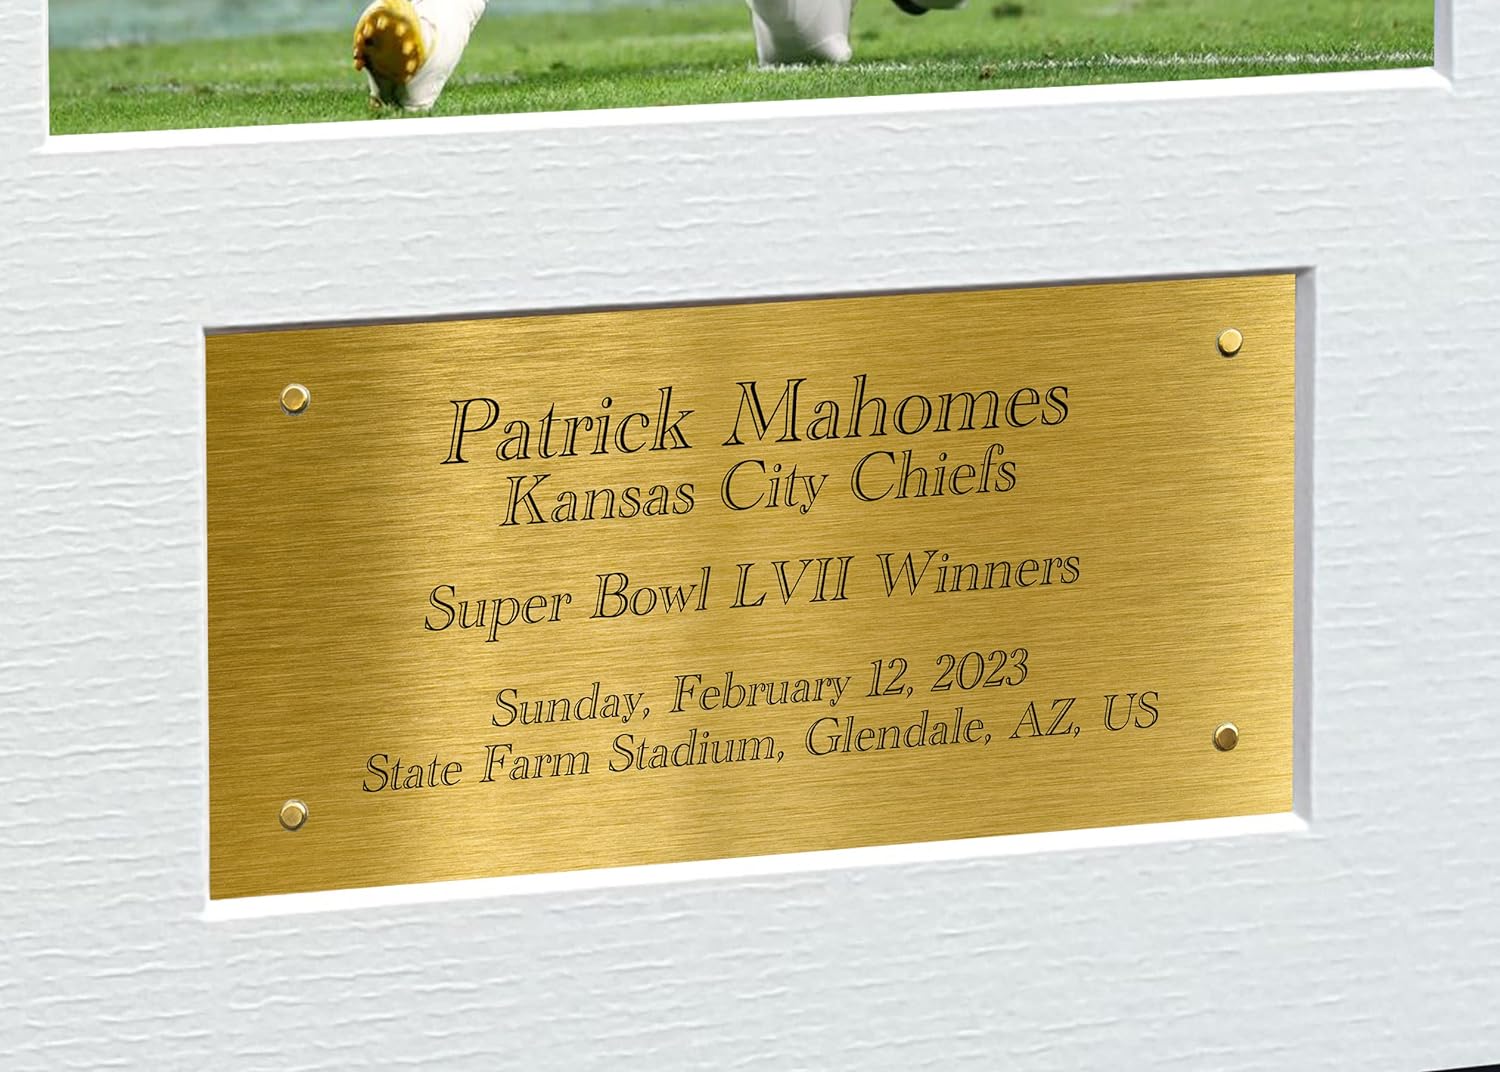 Patrick Mahomes
Kansas City Chiefs
Super Bowl LVII Winners
Sunday, February 12, 2023
State Farm Stadium, Glendale, AZ, US